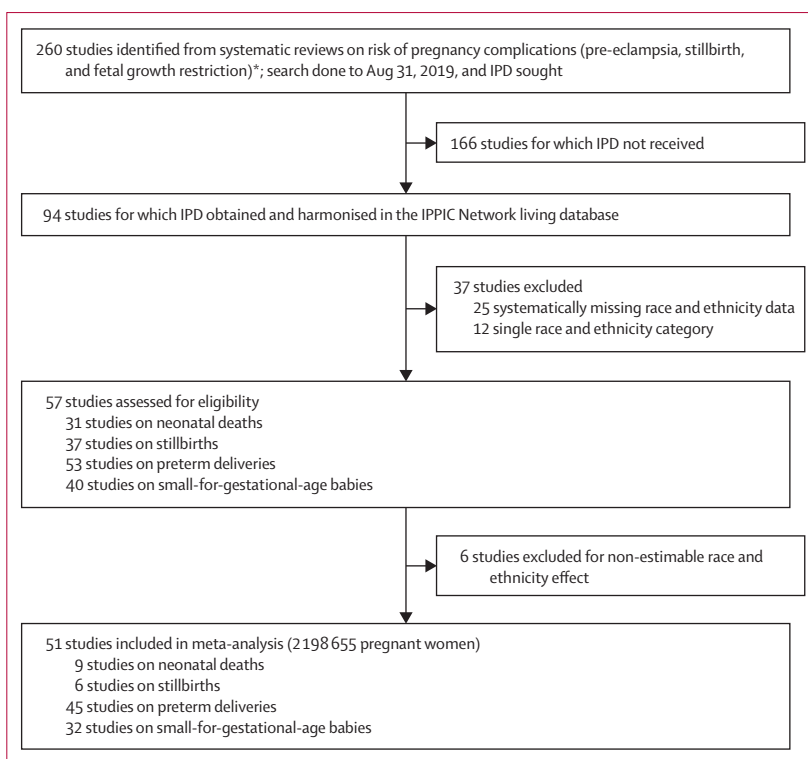 260 studies identified from systematic reviews on risk of pregnancy complications (pre-eclampsia, stillbirth,
and fetal growth restriction)*; search done to Aug 31, 2019, and IPD sought
166 studies for which IPD not received
94 studies for which IPD obtained and harmonised in the IPPIC Network living database
37 studies excluded
25 systematically missing race and ethnicity data
12 single race and ethnicity category
57 studies assessed for eligibility
31 studies on neonatal deaths
37 studies on stillbirths
53 studies on preterm deliveries
40 studies on small-for-gestational-age babies
6 studies excluded for non-estimable race and
ethnicity effect
51 studies included in meta-analysis (2 198 655 pregnant women)
9 studies on neonatal deaths
6 studies on stillbirths
45 studies on preterm deliveries
32 studies on small-for-gestational-age babies